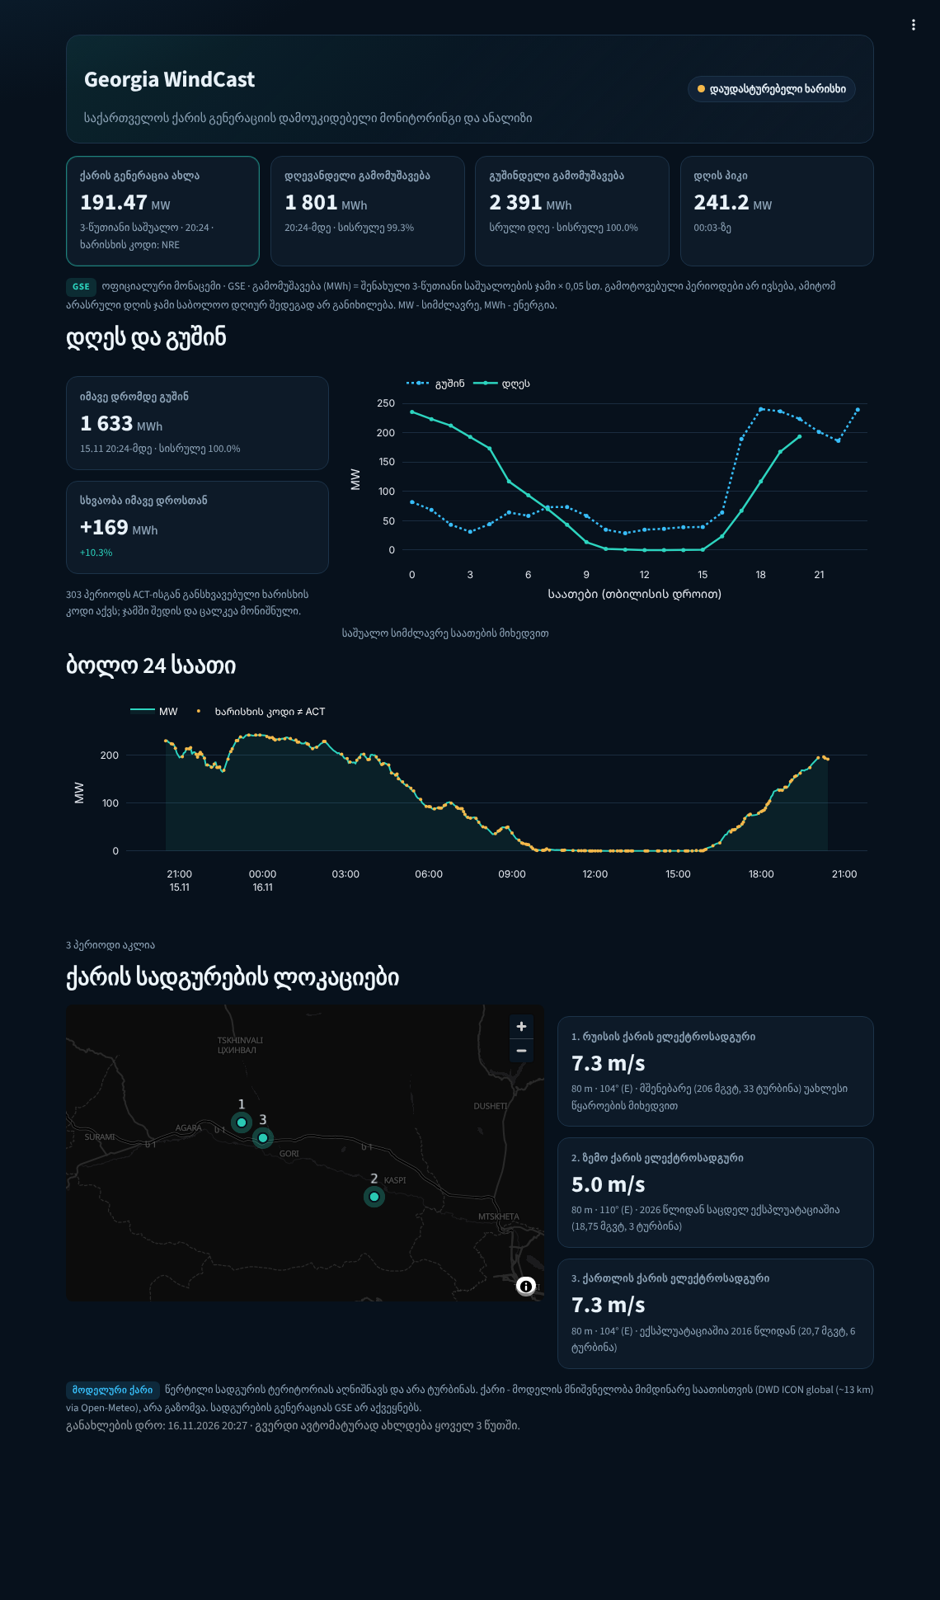 Georgia WindCast
დაუდასტურებელი ხარისხი
საქართველოს ქარის გენერაციის დამოუკიდებელი მონიტორინგი და ანალიზი
ქარის გენერაცია ახლა
191.47 MW
3-წუთიანი საშუალო · 20:24 ·
ხარისხის კოდი: NRE
დღევანდელი გამომუშავება
1 801 MWh
20:24-მდე · სისრულე 99.3%
გუშინდელი გამომუშავება
2 391 MWh
სრული დღე · სისრულე 100.0%
დღის პიკი
241.2 MW
00:03-ზე
GSE ოფიციალური მონაცემი · GSE · გამომუშავება (MWh) = შენახული 3-წუთიანი საშუალოების ჯამი × 0,05 სთ. გამოტოვებული პერიოდები არ ივსება, ამიტომ
არასრული დღის ჯამი საბოლოო დღიურ შედეგად არ განიხილება. MW - სიმძლავრე, MWh - ენერგია.
დღეს და გუშინ
იმავე დრომდე გუშინ
1 633 MWh
15.11 20:24-მდე · სისრულე 100.0%
სხვაობა იმავე დროსთან
+169 MWh
+10.3%
303 პერიოდს ACT-ისგან განსხვავებული ხარისხის
კოდი აქვს; ჯამში შედის და ცალკეა მონიშნული.
გუშინ დღეს
250
200
150
100
50
0
MW
0 3 6 9 12 15 18 21
საათები (თბილისის დროით)
საშუალო სიმძლავრე საათების მიხედვით
ბოლო 24 საათი
MW ხარისხის კოდი ≠ ACT
200
100
0
MW
21:00 00:00 03:00 06:00 09:00 12:00 15:00 18:00 21:00
15.11 16.11
3 პერიოდი აკლია
ქარის სადგურების ლოკაციები
TSKHINVALI
ЦХИНВАЛ
DUSHETI
1
3
AGARA
ს 1
SURAMI
ს 1
GORI
ს 1
2
KASPI
MTSKHETA
1. რუისის ქარის ელექტროსადგური
7.3 m/s
80 m · 104° (E) · მშენებარე (206 მგვტ, 33 ტურბინა) უახლესი
წყაროების მიხედვით
2. ზემო ქარის ელექტროსადგური
5.0 m/s
80 m · 110° (E) · 2026 წლიდან საცდელ ექსპლუატაციაშია
(18,75 მგვტ, 3 ტურბინა)
3. ქართლის ქარის ელექტროსადგური
7.3 m/s
80 m · 104° (E) · ექსპლუატაციაშია 2016 წლიდან (20,7 მგვტ, 6
ტურბინა)
მოდელური ქარი წერტილი სადგურის ტერიტორიას აღნიშნავს და არა ტურბინას. ქარი - მოდელის მნიშვნელობა მიმდინარე საათისთვის (DWD ICON global (~13 km)
via Open-Meteo), არა გაზომვა. სადგურების გენერაციას GSE არ აქვეყნებს.
განახლების დრო: 16.11.2026 20:27 · გვერდი ავტომატურად ახლდება ყოველ 3 წუთში.